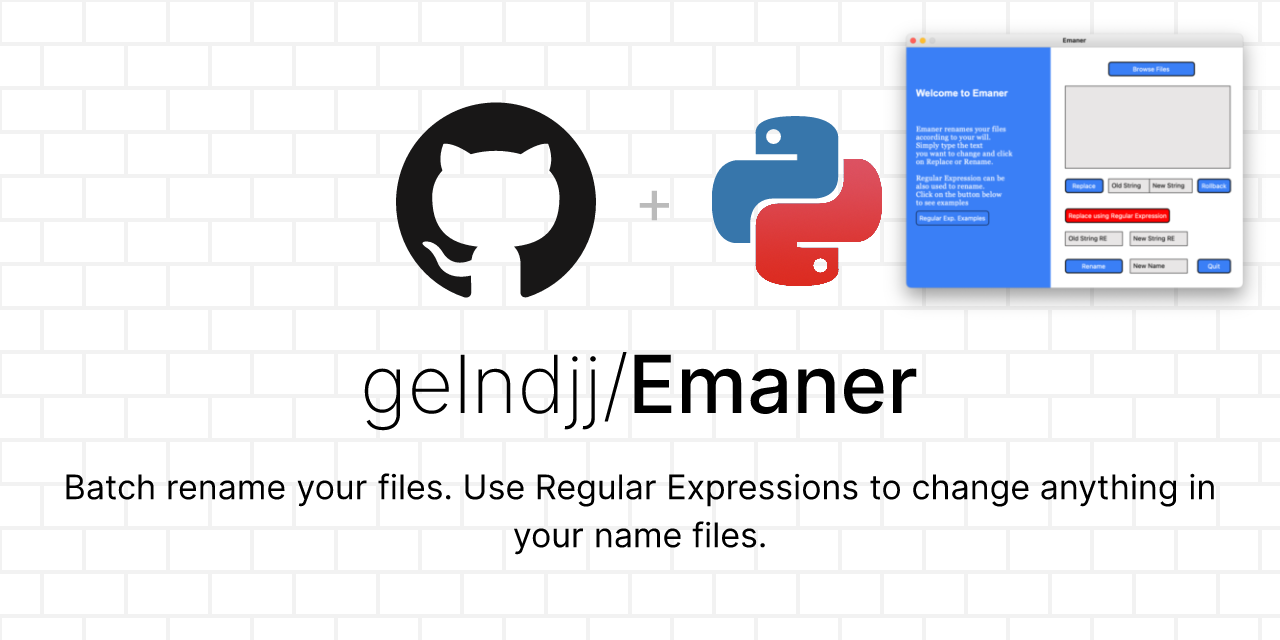 Emaner
Browse Files
Welcome to Emaner
Emaner renames your files
according to your will.
Simply type the text
you want to change and click
on Replace or Rename.
Regular Expression can be
also used to rename.
Click on the button below
to see examples
Regular Exp. Examples
Replace
Old String
New String
Rollback
Replace using Regular Expression
Old String RE
New String RE
Rename
New Name
Quit
+
gelndjj/Emaner
Batch rename your files. Use Regular Expressions to change anything in
your name files.